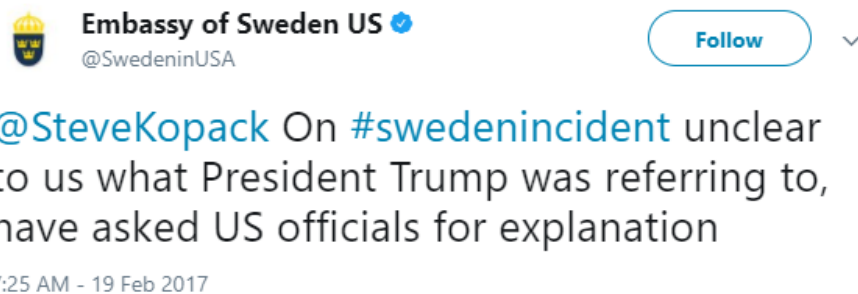 Embassy of Sweden US
Follow
@SwedeninUSA
@SteveKopack On #swedenincident unclear
to us what President Trump was referring to,
have asked US officials for explanation
:25 AM - 19 Feb 2017